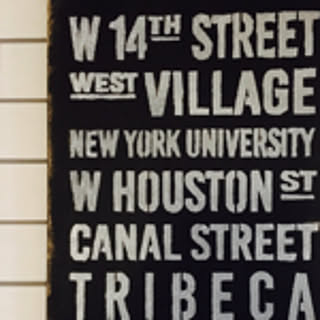 W 14TH STREET
WEST VILLAGE
NEW YORK UNIVERSITY
W HOUSTON ST
CANAL STREET
TRIBECA